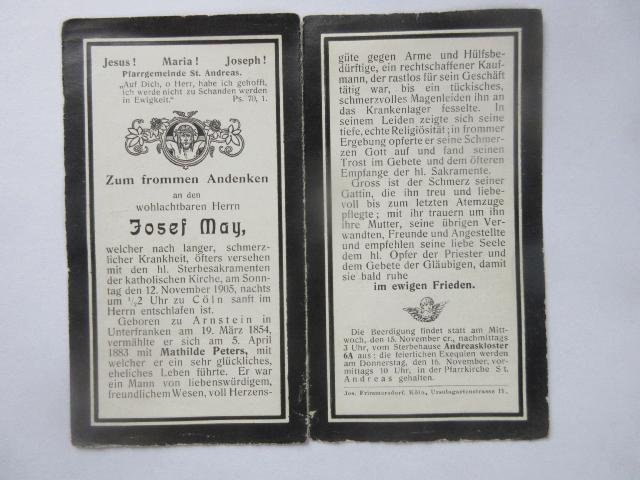 Jesus! Maria! Joseph!
Pfarrgemeinde St. Andreas.
„Auf Dich, o Herr, habe ich gehofft,
ich werde nicht zu Schanden werden
in Ewigkeit.“ Ps. 70, 1.
Zum frommen Andenken
an den
wohlachtbaren Herrn
Josef May,
welcher nach langer, schmerz-
licher Krankheit, öfters versehen
mit den hl. Sterbesakramenten
der katholischen Kirche, am Sonn-
tag den 12. November 1905, nachts
um ½2 Uhr zu Cöln sanft im
Herrn entschlafen ist.
Geboren zu Arnstein in
Unterfranken am 19. März 1854,
vermählte er sich am 5. April
1883 mit Mathilde Peters, mit
welcher er ein sehr glückliches,
eheliches Leben führte. Er war
ein Mann von liebenswürdigem,
freundlichem Wesen, voll Herzens-
güte gegen Arme und Hülfsbe-
dürftige, ein rechtschaffener Kauf-
mann, der rastlos für sein Geschäft
tätig war, bis ein tückisches,
schmerzvolles Magenleiden ihn an
das Krankenlager fesselte. In
seinem Leiden zeigte sich seine
tiefe, echte Religiösität; in frommer
Ergebung opferte er seine Schmer-
zen Gott auf und fand seinen
Trost im Gebete und dem öfteren
Empfange der hl. Sakramente.
Gross ist der Schmerz seiner
Gattin, die ihn treu und liebe-
voll bis zum letzten Atemzuge
pflegte; mit ihr trauern um ihn
ihre Mutter, seine übrigen Ver-
wandten, Freunde und Angestellte
und empfehlen seine liebe Seele
dem hl. Opfer der Priester und
dem Gebete der Gläubigen, damit
sie bald ruhe
im ewigen Frieden.
Die Beerdigung findet statt am Mitt-
woch, den 15. November cr., nachmittags
3 Uhr, vom Sterbehause Andreaskloster
6A aus; die feierlichen Exequien werden
am Donnerstag, den 16. November, vor-
mittags 10 Uhr, in der Pfarrkirche St.
Andreas gehalten.
Jos. Frimmersdorf, Köln, Ursulagartenstrasse 11.